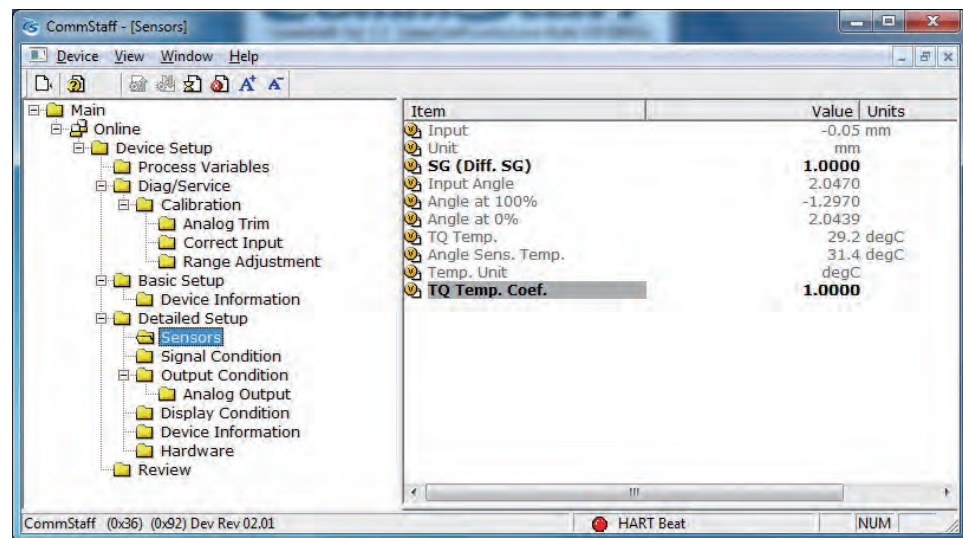 CommStaff - [Sensors]
Device View Window Help
Main
Online
Device Setup
Process Variables
Diag/Service
Calibration
Analog Trim
Correct Input
Range Adjustment
Basic Setup
Device Information
Detailed Setup
Sensors
Signal Condition
Output Condition
Analog Output
Display Condition
Device Information
Hardware
Review
Item Value Units
Input -0.05 mm
Unit mm
SG (Diff. SG) 1.0000
Input Angle 2.0470
Angle at 100% -1.2970
Angle at 0% 2.0439
TQ Temp. 29.2 degC
Angle Sens. Temp. 31.4 degC
Temp. Unit degC
TQ Temp. Coef. 1.0000
CommStaff (0x36) (0x92) Dev Rev 02.01 HART Beat NUM